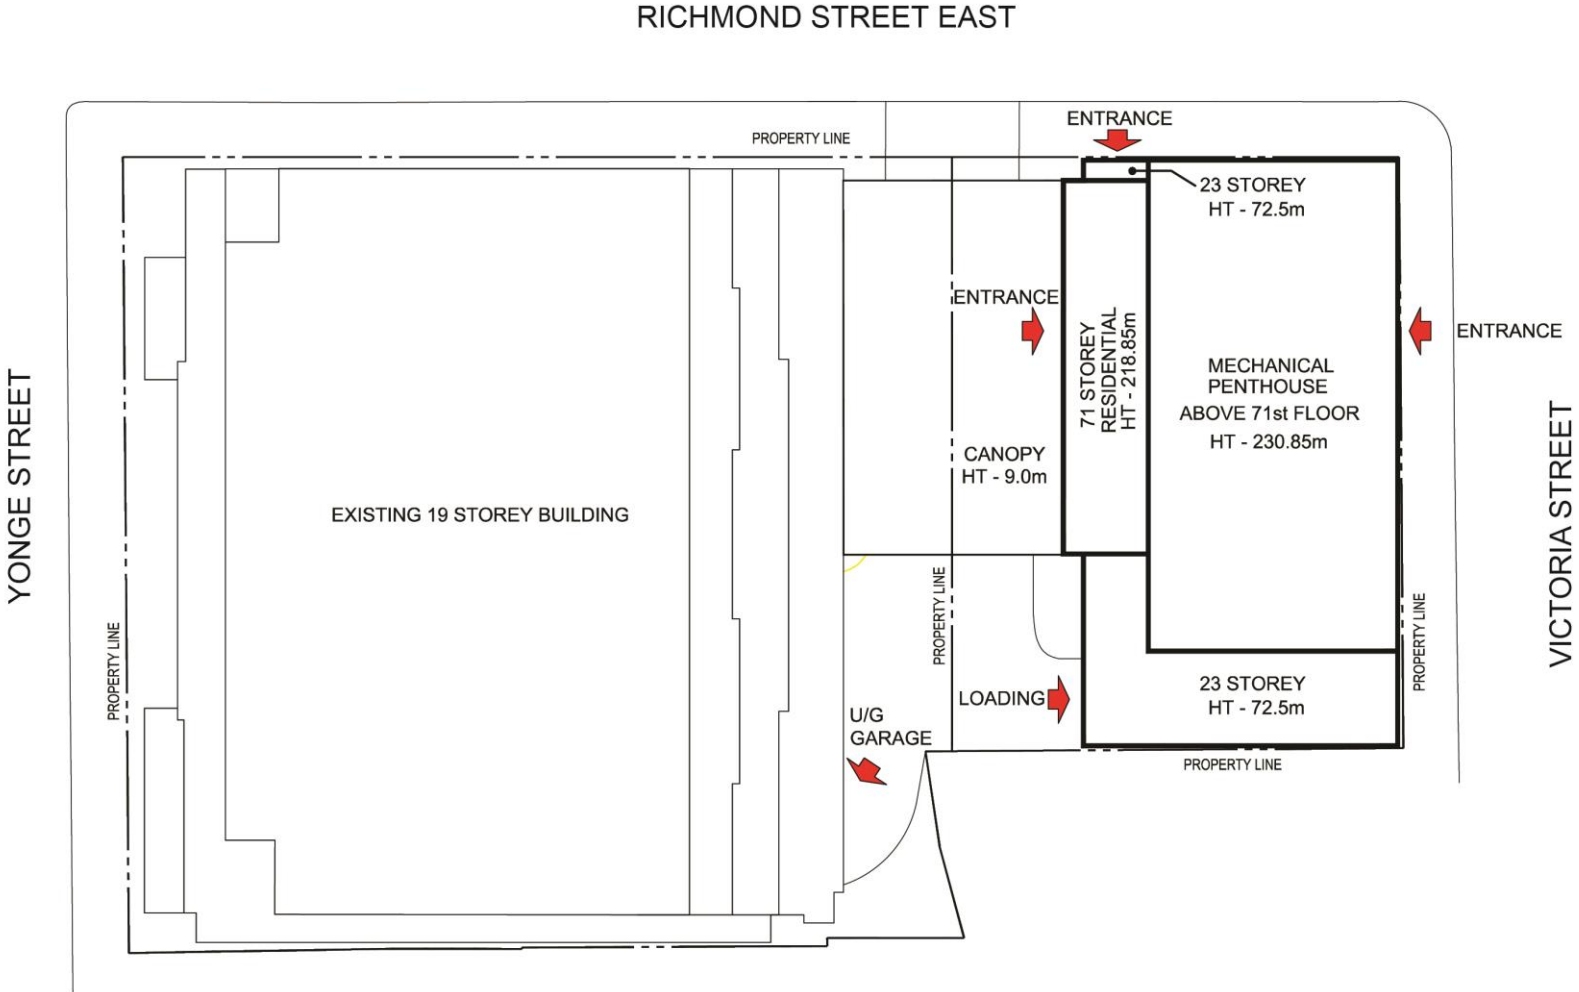 RICHMOND STREET EAST
ENTRANCE
PROPERTY LINE
23 STOREY
HT - 72.5m
ENTRANCE
71 STOREY
RESIDENTIAL
HT - 218.85m
ENTRANCE
MECHANICAL
PENTHOUSE
ABOVE 71st FLOOR
HT - 230.85m
YONGE STREET
VICTORIA STREET
CANOPY
HT - 9.0m
EXISTING 19 STOREY BUILDING
PROPERTY LINE
PROPERTY LINE
PROPERTY LINE
23 STOREY
HT - 72.5m
LOADING
U/G
GARAGE
PROPERTY LINE